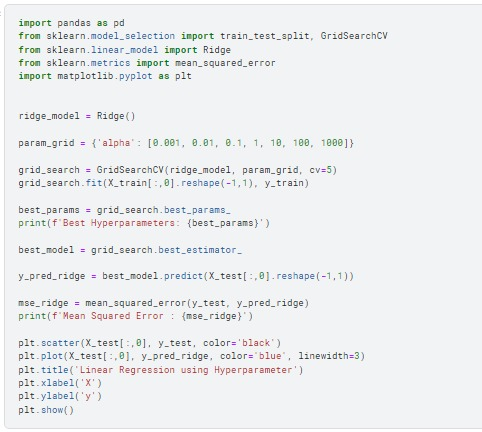 import pandas as pd
from sklearn.model_selection import train_test_split, GridSearchCV
from sklearn.linear_model import Ridge
from sklearn.metrics import mean_squared_error
import matplotlib.pyplot as plt
ridge_model = Ridge()
param_grid = {'alpha': [0.001, 0.01, 0.1, 1, 10, 100, 1000]}
grid_search = GridSearchCV(ridge_model, param_grid, cv=5)
grid_search.fit(X_train[:,0].reshape(-1,1), y_train)
best_params = grid_search.best_params_
print(f'Best Hyperparameters: {best_params}')
best_model = grid_search.best_estimator_
y_pred_ridge = best_model.predict(X_test[:,0].reshape(-1,1))
mse_ridge = mean_squared_error(y_test, y_pred_ridge)
print(f'Mean Squared Error : {mse_ridge}')
plt.scatter(X_test[:,0], y_test, color='black')
plt.plot(X_test[:,0], y_pred_ridge, color='blue', linewidth=3)
plt.title('Linear Regression using Hyperparameter')
plt.xlabel('X')
plt.ylabel('y')
plt.show()